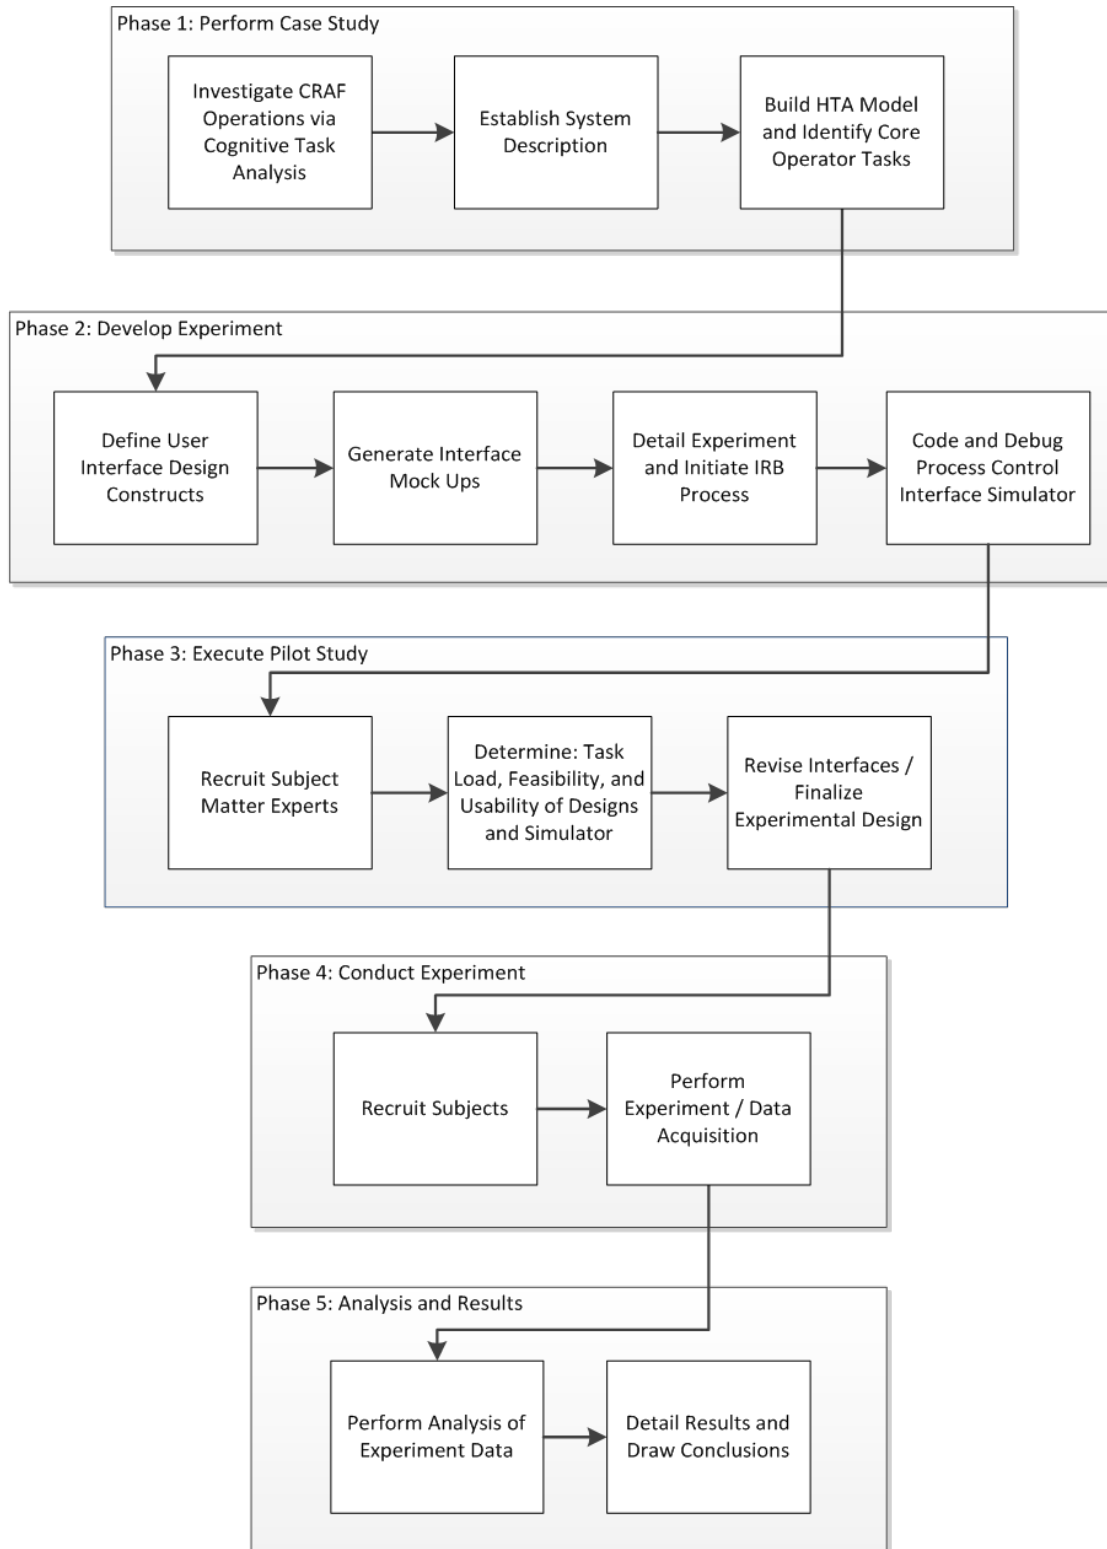 Phase 1: Perform Case Study
Investigate CRAF
Operations via
Cognitive Task
Analysis
Establish System
Description
Build HTA Model
and Identify Core
Operator Tasks
Phase 2: Develop Experiment
Define User
Interface Design
Constructs
Generate Interface
Mock Ups
Detail Experiment
and Initiate IRB
Process
Code and Debug
Process Control
Interface Simulator
Phase 3: Execute Pilot Study
Recruit Subject
Matter Experts
Determine: Task
Load, Feasibility, and
Usability of Designs
and Simulator
Revise Interfaces /
Finalize
Experimental Design
Phase 4: Conduct Experiment
Recruit Subjects
Perform
Experiment / Data
Acquisition
Phase 5: Analysis and Results
Perform Analysis of
Experiment Data
Detail Results and
Draw Conclusions